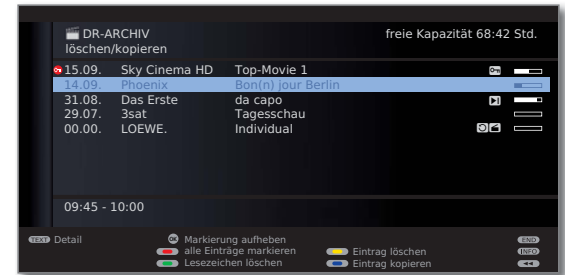 DR-ARCHIV freie Kapazität 68:42 Std.
löschen/kopieren
15.09. Sky Cinema HD Top-Movie 1
14.09. Phoenix Bon(n) jour Berlin
31.08. Das Erste da capo
29.07. 3sat Tagesschau
00.00. LOEWE. Individual
09:45 - 10:00
TEXT Detail OK Markierung aufheben END
alle Einträge markieren Eintrag löschen INFO
Lesezeichen löschen Eintrag kopieren